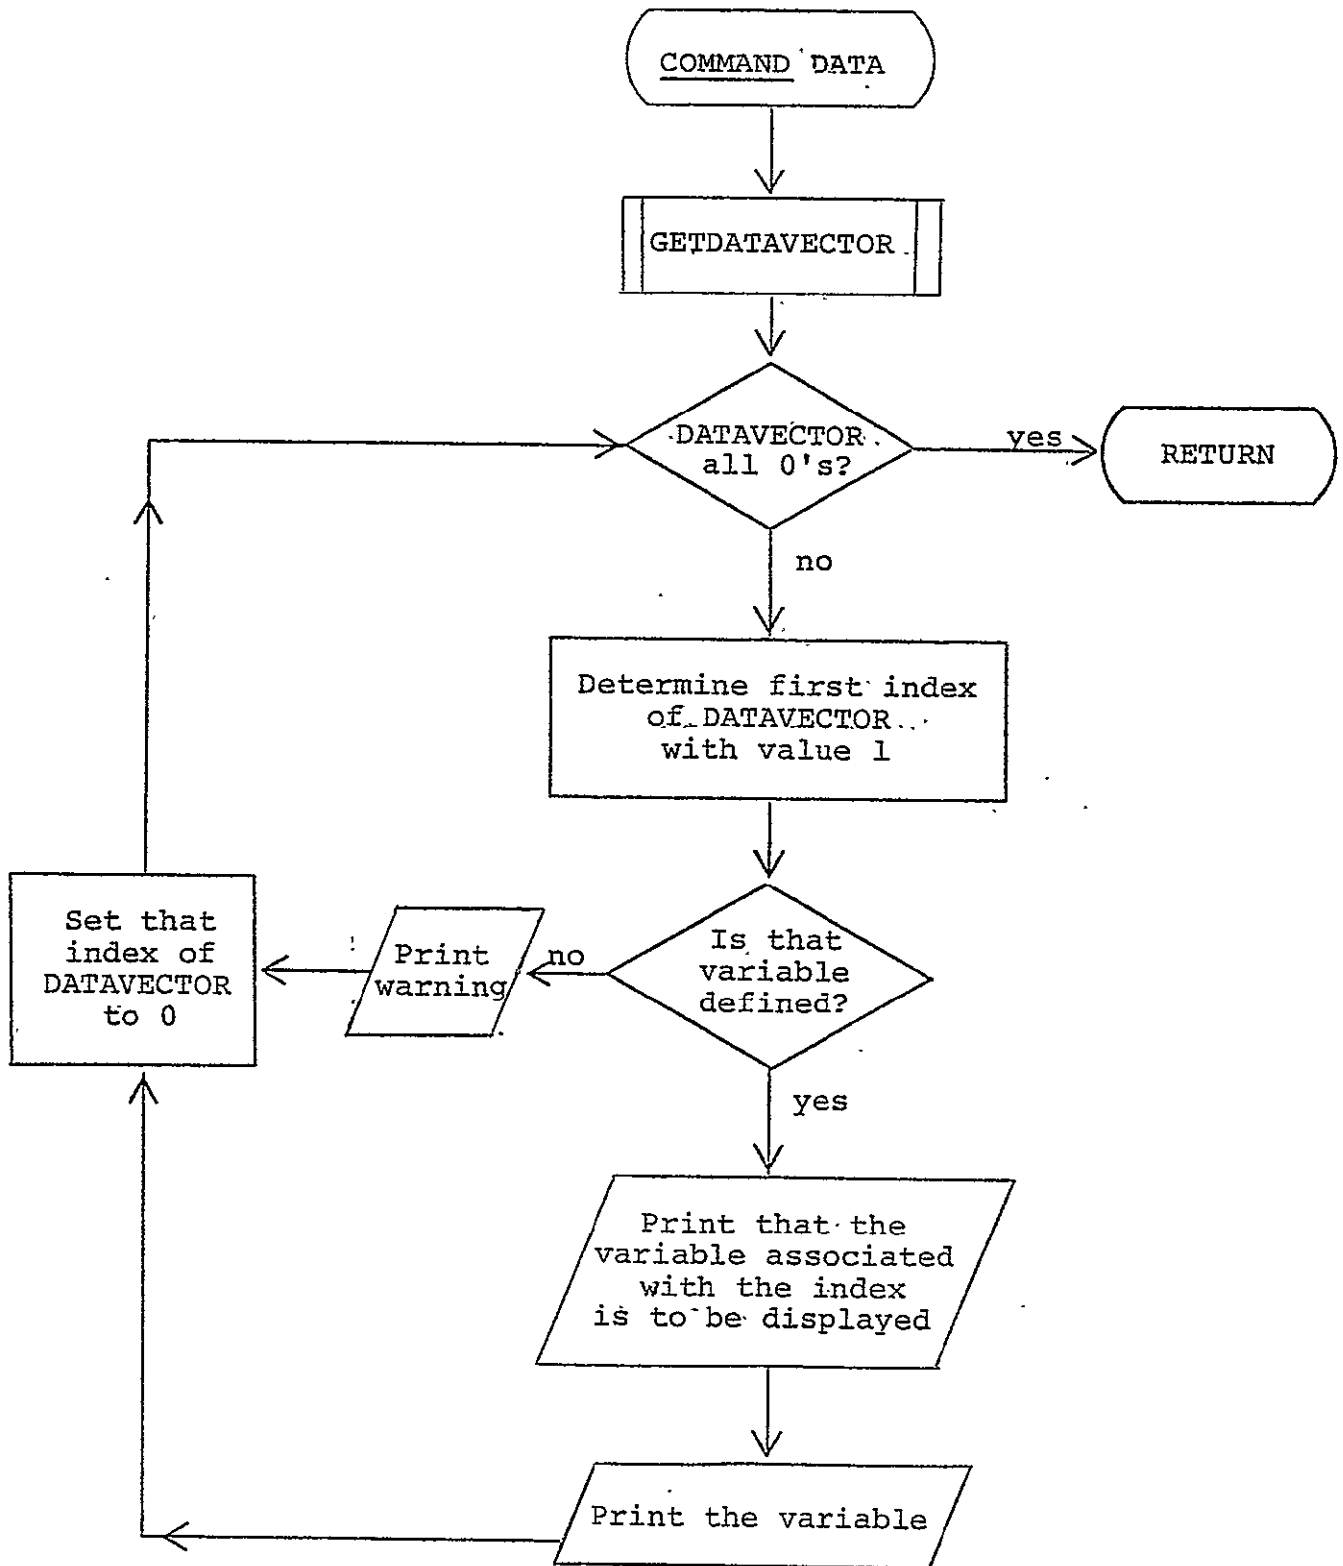 COMMAND DATA
GETDATAVECTOR
DATAVECTOR
all 0's?
yes
RETURN
no
Determine first index
of DATAVECTOR
with value 1
Is that
variable
defined?
no
Print
warning
Set that
index of
DATAVECTOR
to 0
yes
Print that the
variable associated
with the index
is to be displayed
Print the variable